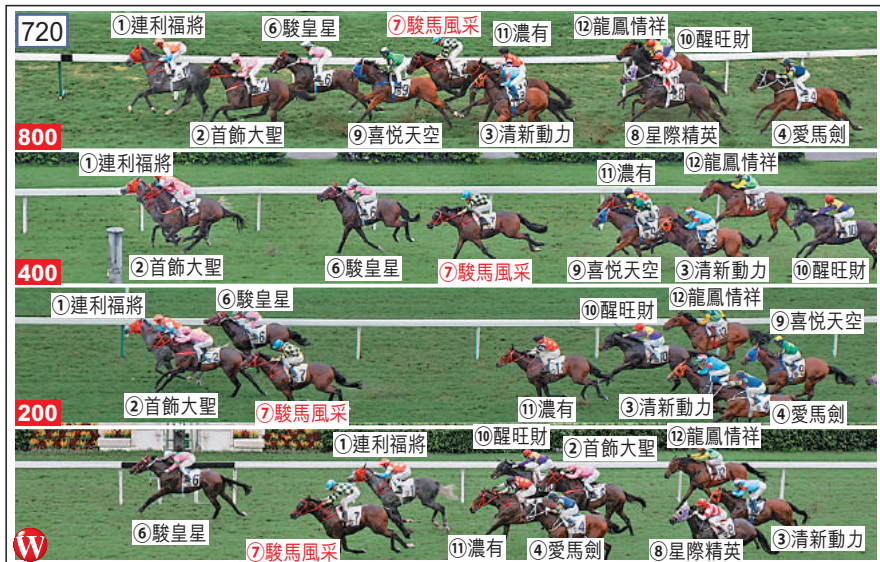 720
①連利福將 ⑥駿皇星 ⑦駿馬風采 ⑪濃有 ⑫龍鳳情祥 ⑩醒旺財
800 ②首飾大聖 ⑨喜悦天空 ③清新動力 ⑧星際精英 ④愛馬劍
①連利福將 ⑪濃有 ⑫龍鳳情祥
400 ②首飾大聖 ⑥駿皇星 ⑦駿馬風采 ⑨喜悦天空 ③清新動力 ⑩醒旺財
①連利福將 ⑥駿皇星 ⑩醒旺財 ⑫龍鳳情祥 ⑨喜悦天空
200 ②首飾大聖 ⑦駿馬風采 ⑪濃有 ③清新動力 ④愛馬劍
①連利福將 ⑩醒旺財 ②首飾大聖 ⑫龍鳳情祥
W ⑥駿皇星 ⑦駿馬風采 ⑪濃有 ④愛馬劍 ⑧星際精英 ③清新動力